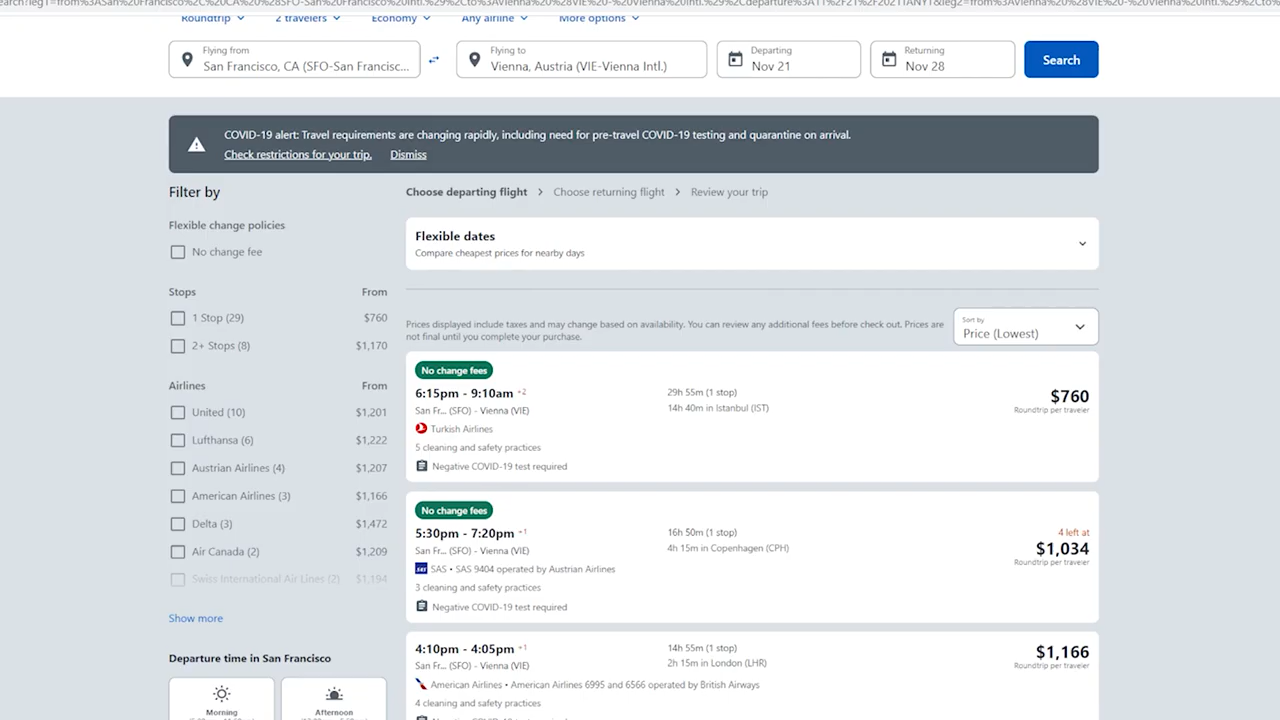 Roundtrip
2 travelers
Economy
Any airline
More options
Flying from
San Francisco, CA (SFO-San Francisc...
Flying to
Vienna, Austria (VIE-Vienna Intl.)
Departing
Nov 21
Returning
Nov 28
Search
COVID-19 alert: Travel requirements are changing rapidly, including need for pre-travel COVID-19 testing and quarantine on arrival.
Check restrictions for your trip.
Dismiss
Filter by
Flexible change policies
No change fee
Stops From
1 Stop (29) $760
2+ Stops (8) $1,170
Airlines From
United (10) $1,201
Lufthansa (6) $1,222
Austrian Airlines (4) $1,207
American Airlines (3) $1,166
Delta (3) $1,472
Air Canada (2) $1,209
Swiss International Air Lines (2) $1,194
Show more
Departure time in San Francisco
Morning
Afternoon
Choose departing flight
Choose returning flight
Review your trip
Flexible dates
Compare cheapest prices for nearby days
Prices displayed include taxes and may change based on availability. You can review any additional fees before check out. Prices are
not final until you complete your purchase.
Sort by
Price (Lowest)
No change fees
6:15pm - 9:10am +2
San Fr... (SFO) - Vienna (VIE)
Turkish Airlines
5 cleaning and safety practices
Negative COVID-19 test required
29h 55m (1 stop)
14h 40m in Istanbul (IST)
$760
Roundtrip per traveler
No change fees
5:30pm - 7:20pm +1
San Fr... (SFO) - Vienna (VIE)
SAS • SAS 9404 operated by Austrian Airlines
3 cleaning and safety practices
Negative COVID-19 test required
16h 50m (1 stop)
4h 15m in Copenhagen (CPH)
4 left at
$1,034
Roundtrip per traveler
4:10pm - 4:05pm +1
San Fr... (SFO) - Vienna (VIE)
American Airlines • American Airlines 6995 and 6566 operated by British Airways
4 cleaning and safety practices
14h 55m (1 stop)
2h 15m in London (LHR)
$1,166
Roundtrip per traveler